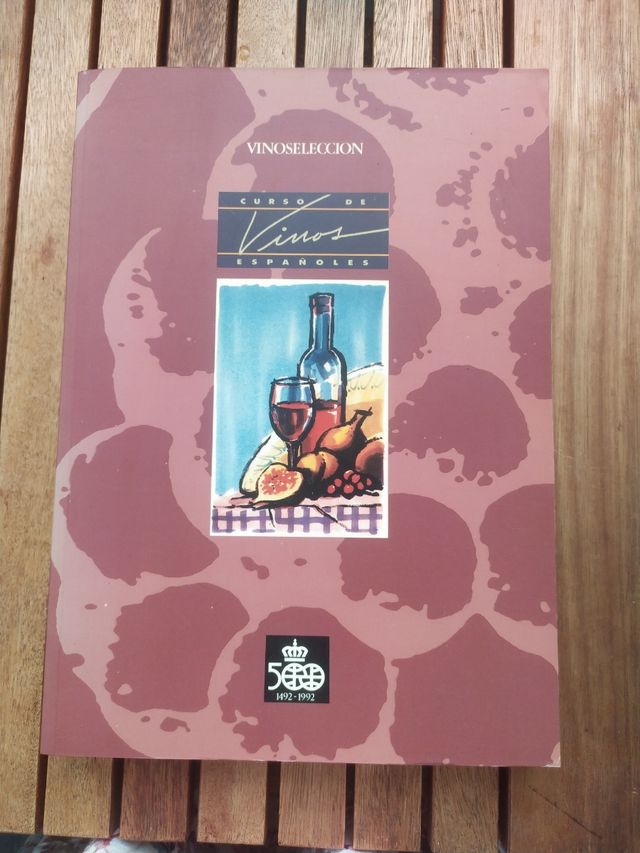 VINOSELECCION
CURSO DE
Vinos
ESPAÑOLES
500
1492-1992